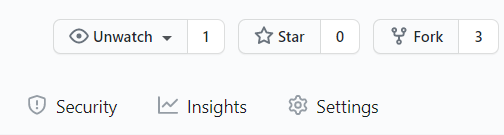 Unwatch 1 Star 0 Fork 3
Security Insights Settings